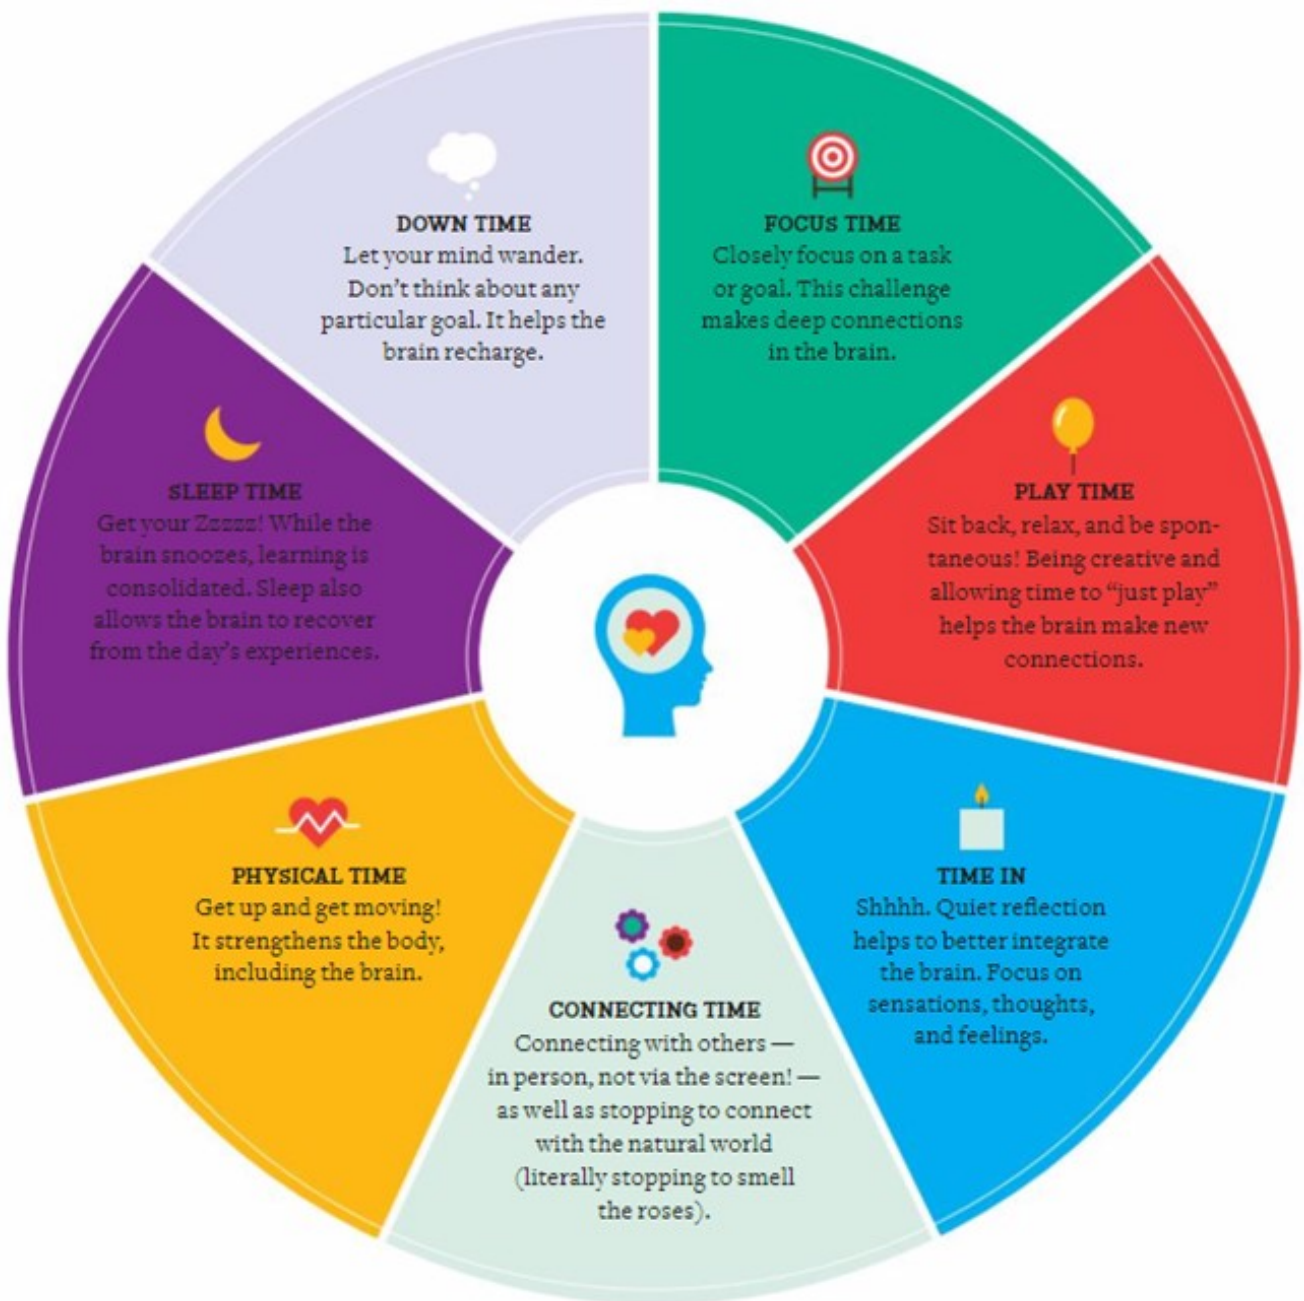 DOWN TIME
Let your mind wander.
Don't think about any
particular goal. It helps the
brain recharge.
FOCUS TIME
Closely focus on a task
or goal. This challenge
makes deep connections
in the brain.
PLAY TIME
Sit back, relax, and be spon-
taneous! Being creative and
allowing time to “just play”
helps the brain make new
connections.
TIME IN
Shhhh. Quiet reflection
helps to better integrate
the brain. Focus on
sensations, thoughts,
and feelings.
CONNECTING TIME
Connecting with others —
in person, not via the screen! —
as well as stopping to connect
with the natural world
(literally stopping to smell
the roses).
PHYSICAL TIME
Get up and get moving!
It strengthens the body,
including the brain.
SLEEP TIME
Get your Zzzzz! While the
brain snoozes, learning is
consolidated. Sleep also
allows the brain to recover
from the day's experiences.